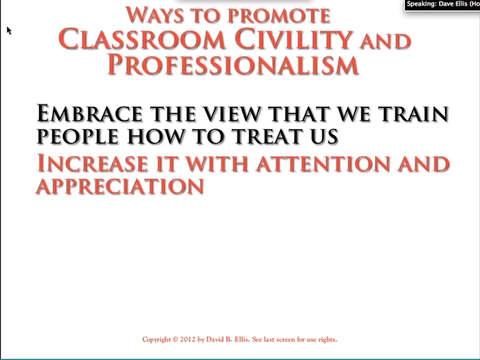 Speaking: Dave Ellis (Ho
Ways to promote
Classroom Civility and
Professionalism
Embrace the view that we train
people how to treat us
Increase it with attention and
appreciation
Copyright © 2012 by David B. Ellis. See last screen for use rights.